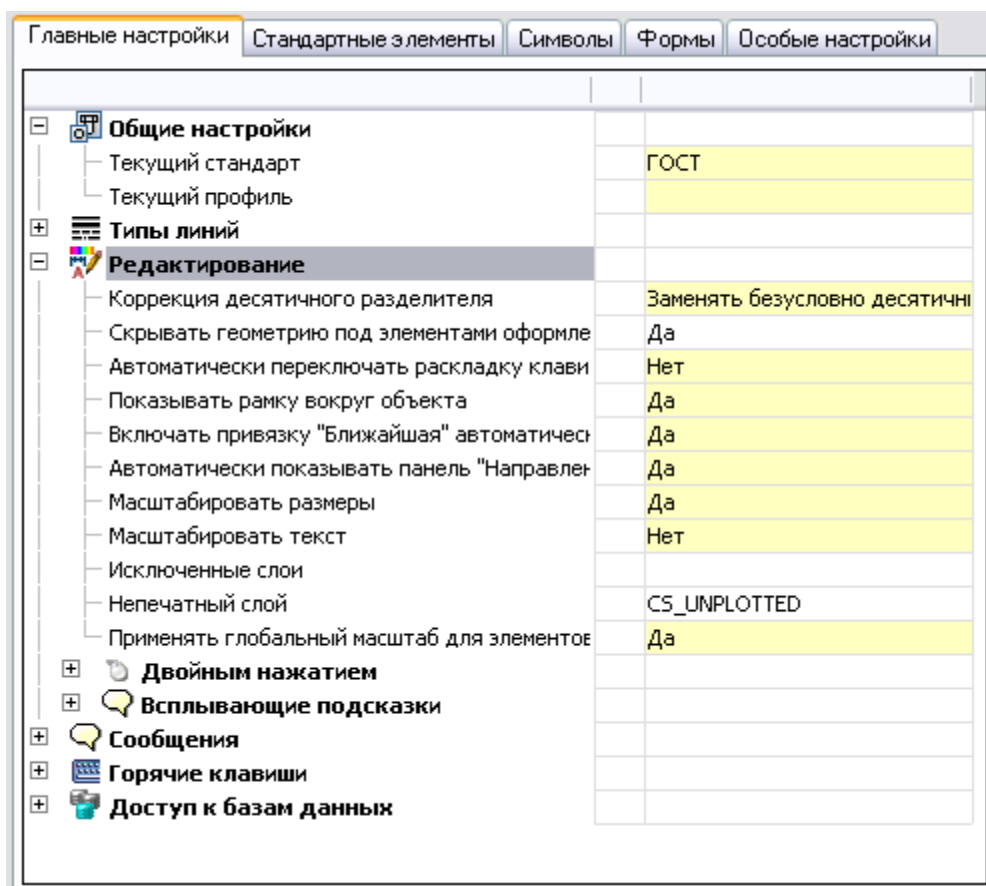 Главные настройки Стандартные элементы Символы Формы Особые настройки
Общие настройки
Текущий стандарт ГОСТ
Текущий профиль
Типы линий
Редактирование
Коррекция десятичного разделителя Заменять безусловно десятичн
Скрывать геометрию под элементами оформле Да
Автоматически переключать раскладку клави Нет
Показывать рамку вокруг объекта Да
Включать привязку "Ближайшая" автоматичес Да
Автоматически показывать панель "Направлен Да
Масштабировать размеры Да
Масштабировать текст Нет
Исключенные слои
Непечатный слой CS_UNPLOTTED
Применять глобальный масштаб для элементов Да
Двойным нажатием
Всплывающие подсказки
Сообщения
Горячие клавиши
Доступ к базам данных